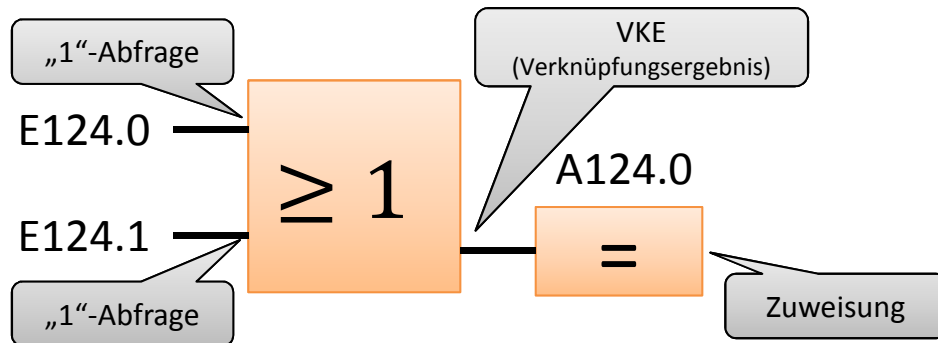 „1“-Abfrage
VKE
(Verknüpfungsergebnis)
E124.0
A124.0
≥ 1
E124.1
=
„1“-Abfrage
Zuweisung